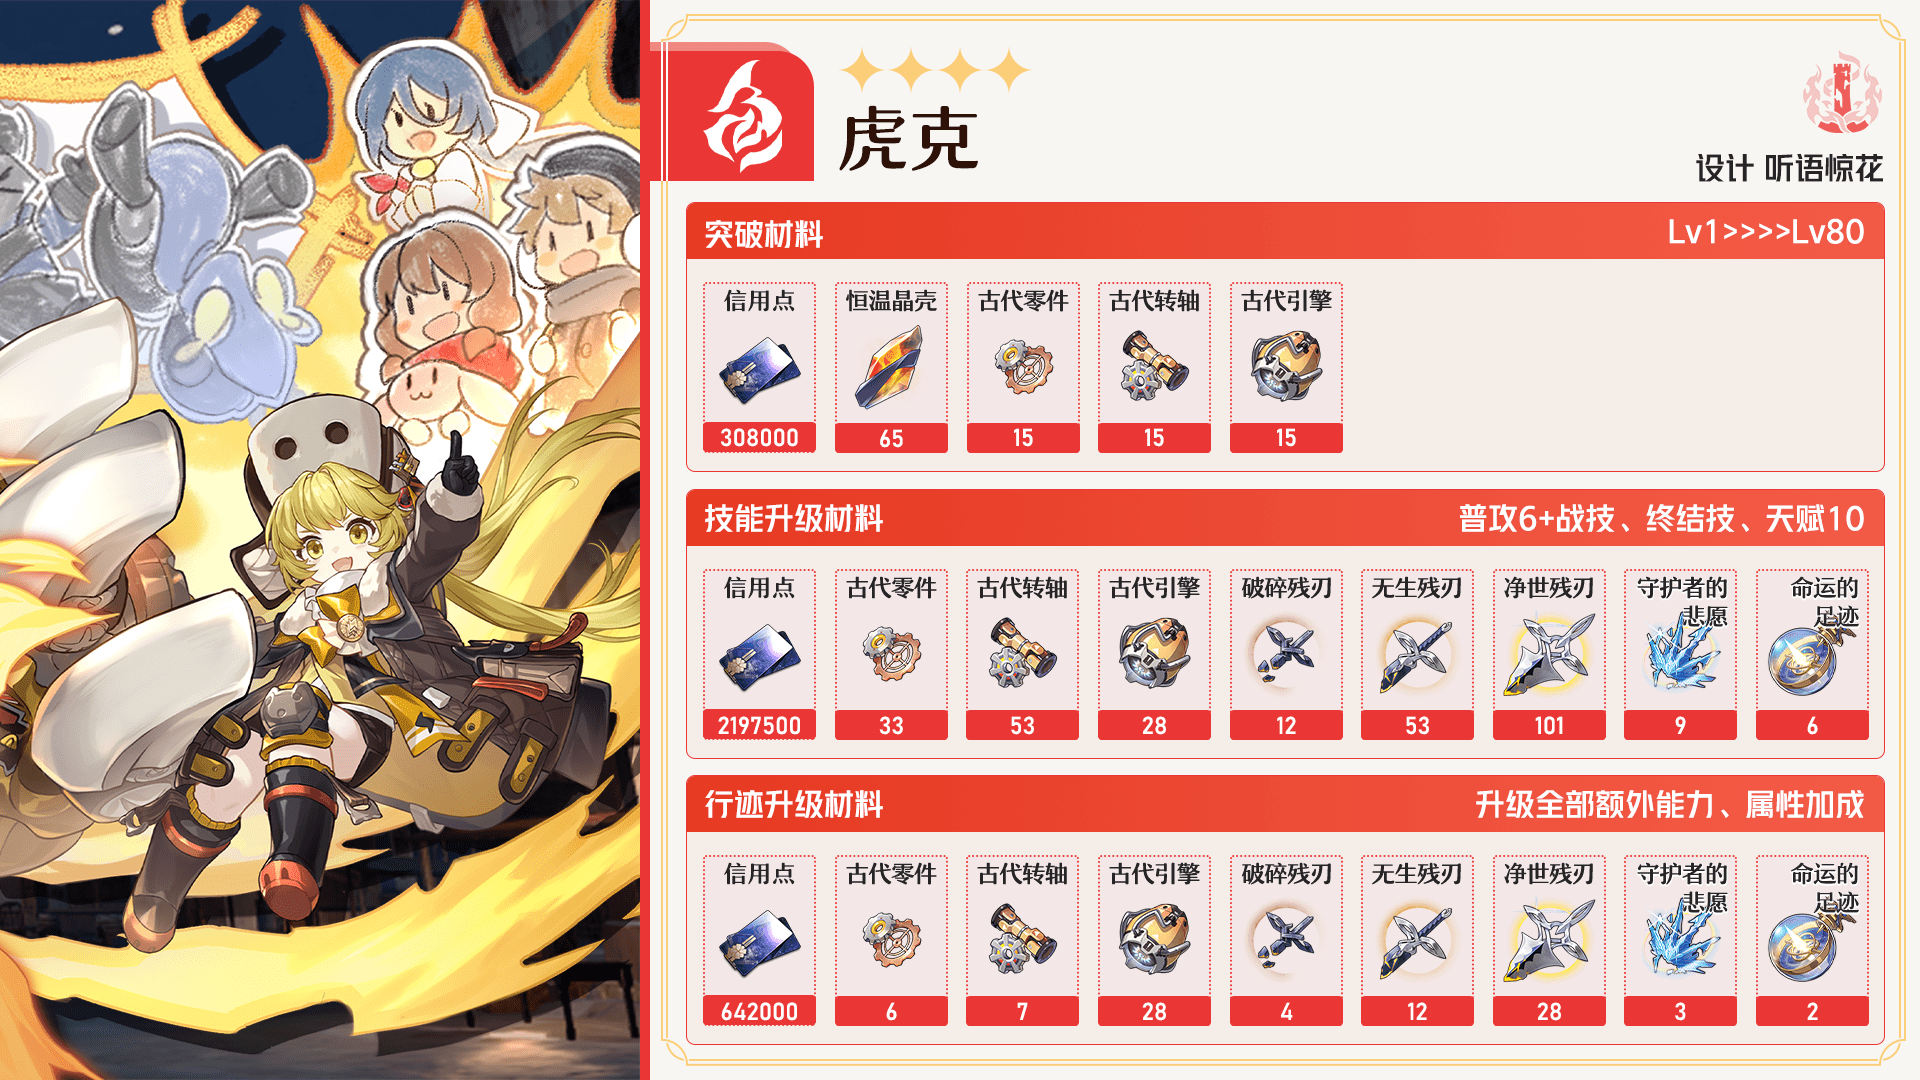 虎克
设计 听语惊花
突破材料
Lv1>>>>Lv80
信用点
恒温晶壳
古代零件
古代转轴
古代引擎
308000
65
15
15
15
技能升级材料
普攻6+战技、终结技、天赋10
信用点
古代零件
古代转轴
古代引擎
破碎残刃
无生残刃
净世残刃
守护者的
悲愿
命运的
足迹
2197500
33
53
28
12
53
101
9
6
行迹升级材料
升级全部额外能力、属性加成
信用点
古代零件
古代转轴
古代引擎
破碎残刃
无生残刃
净世残刃
守护者的
悲愿
命运的
足迹
642000
6
7
28
4
12
28
3
2